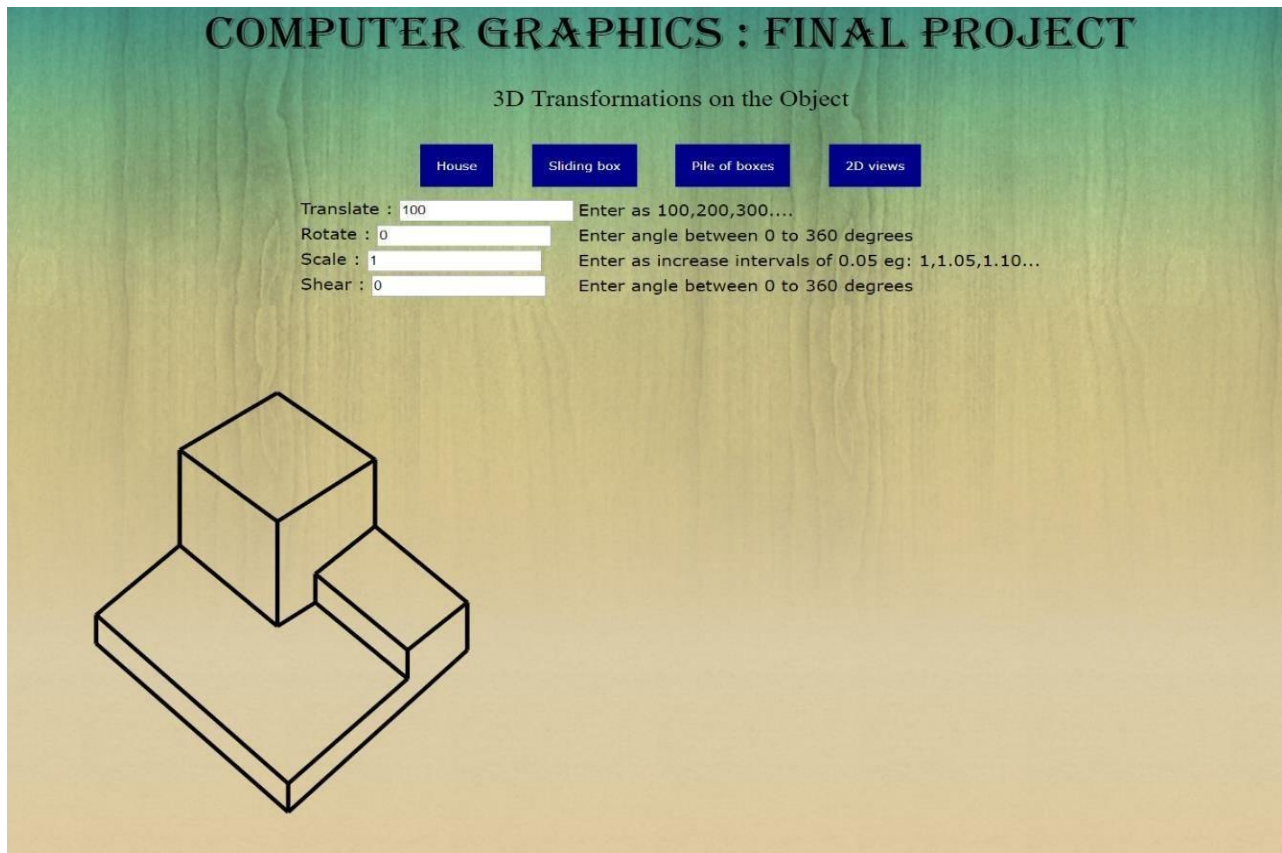 COMPUTER GRAPHICS : FINAL PROJECT
3D Transformations on the Object
House Sliding box Pile of boxes 2D views
Translate : 100 Enter as 100,200,300....
Rotate : 0 Enter angle between 0 to 360 degrees
Scale : 1 Enter as increase intervals of 0.05 eg: 1,1.05,1.10...
Shear : 0 Enter angle between 0 to 360 degrees